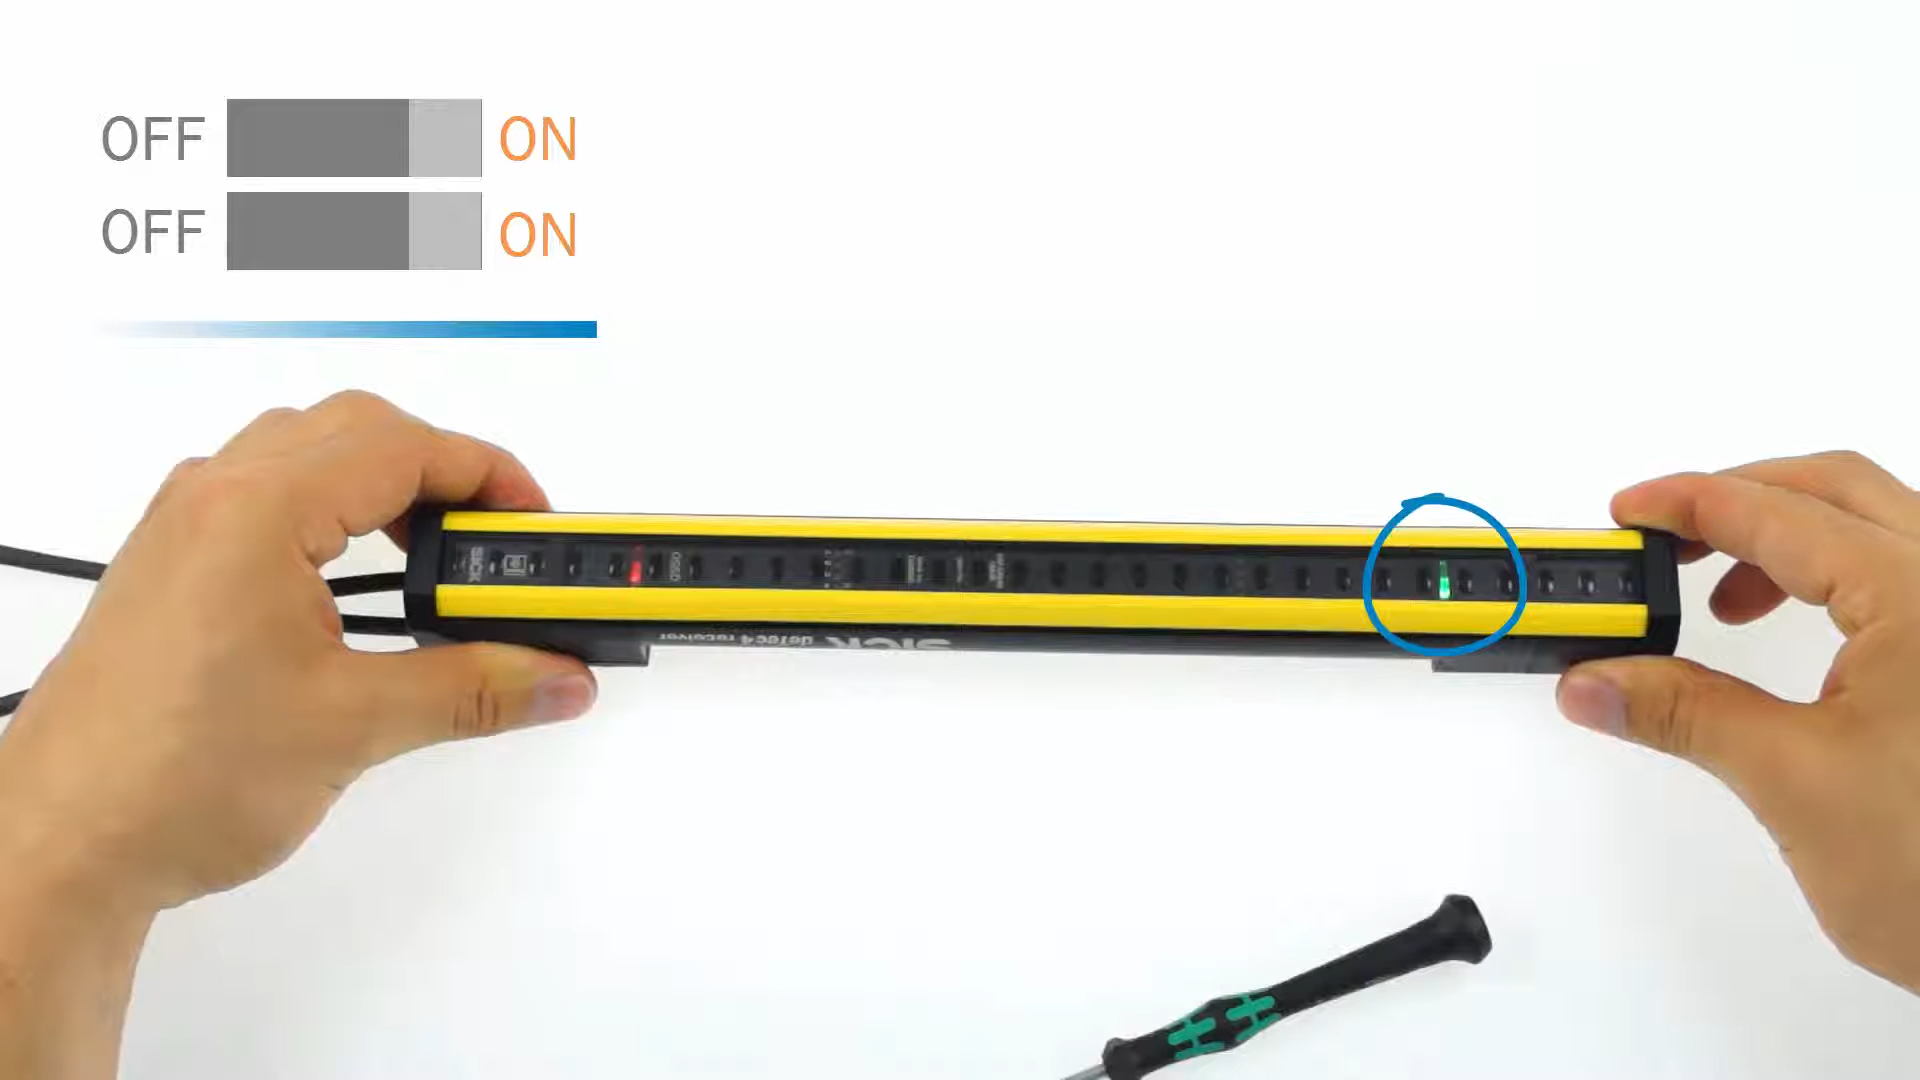 OFF ON
OFF ON
SICK
OSSD
SICK deTec4 receiver